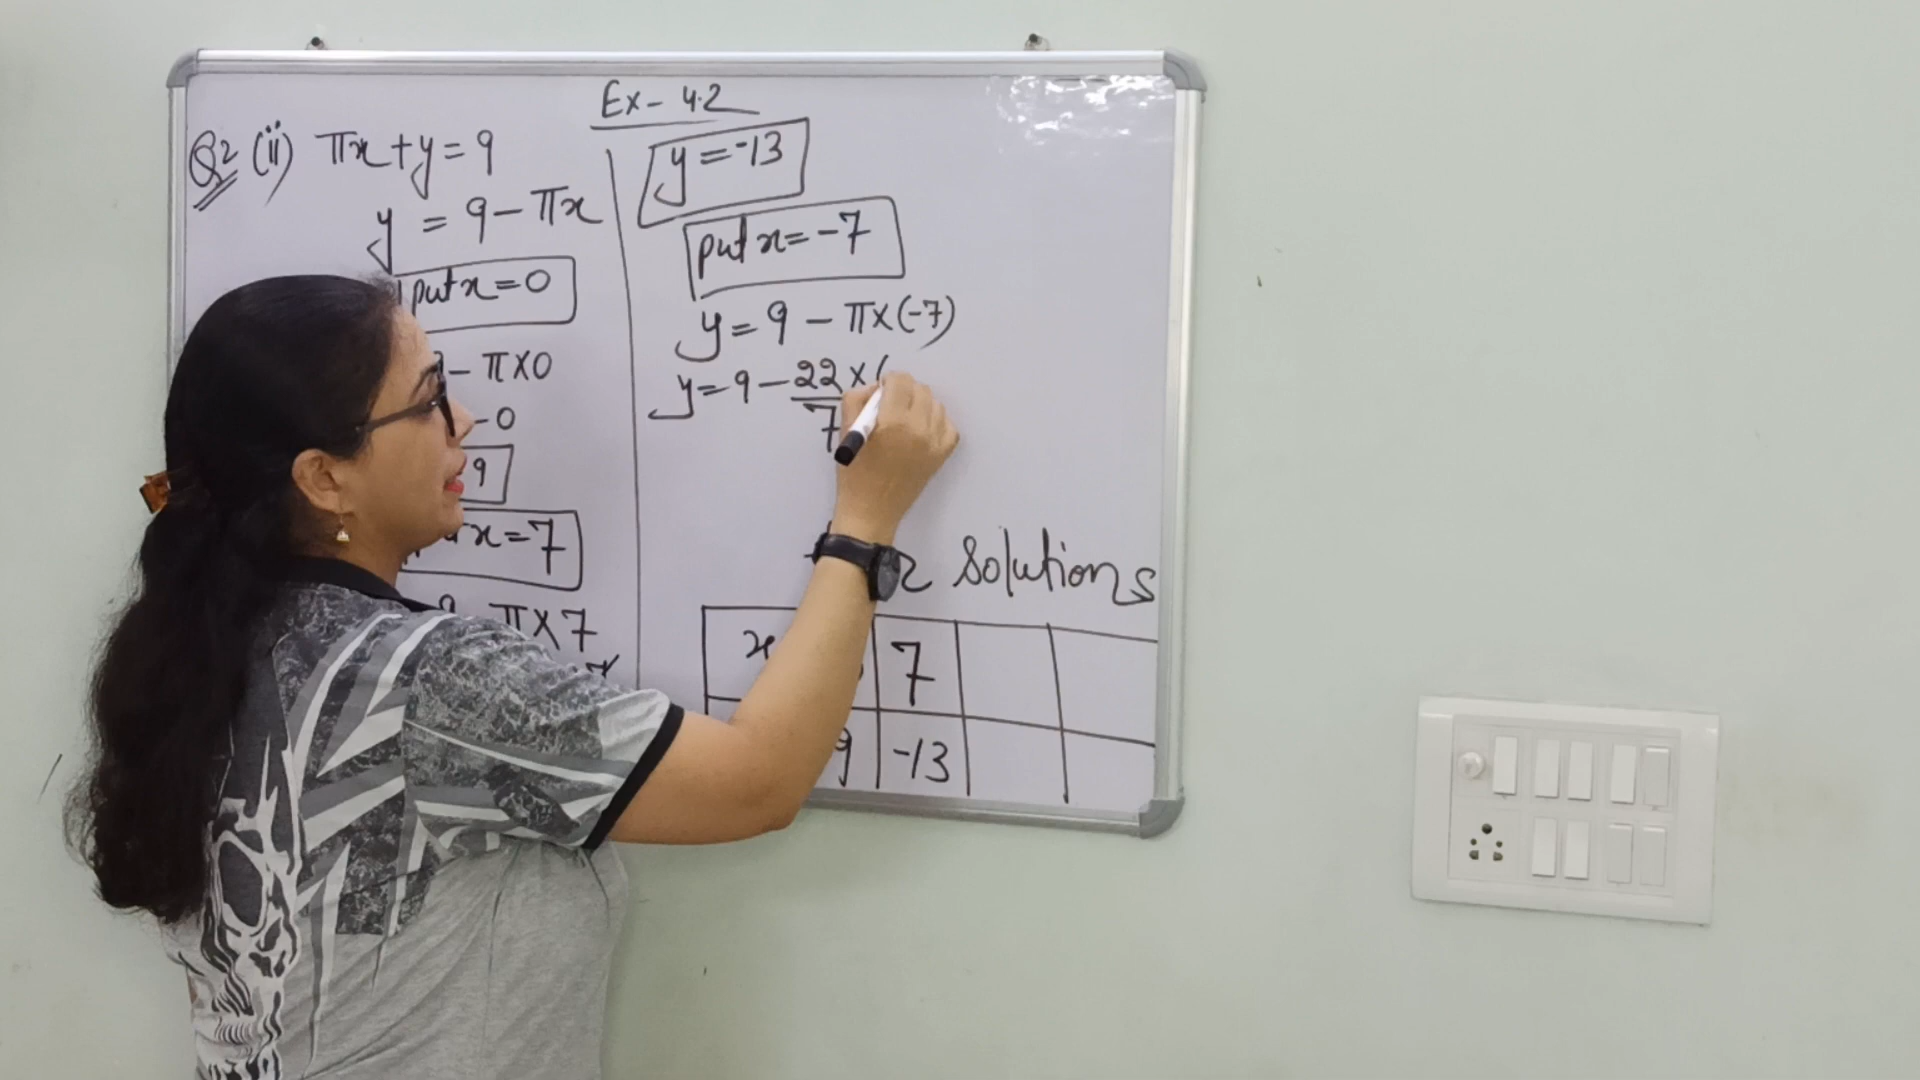 Ex- 4.2
Q2 (ii) πx+y=9
y = 9-πx
put x=0
- π×0
-0
9
x=7
π×7
y=-13
put x=-7
y=9-π×(-7)
y=9-22×(
7
Solutions
x 7
9 -13